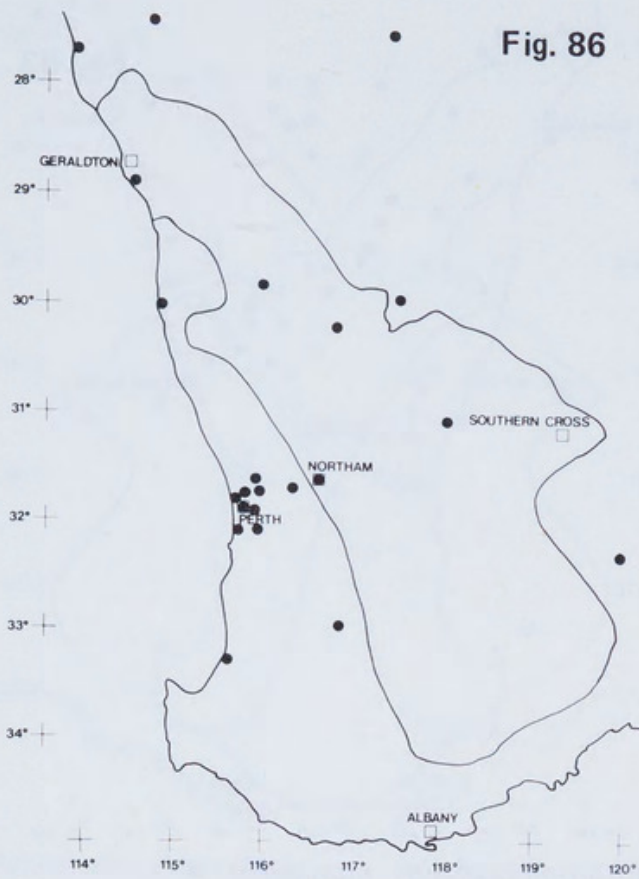 Fig. 86
28°
GERALDTON
29°
30°
31°
SOUTHERN CROSS
NORTHAM
32°
PERTH
33°
34°
ALBANY
114° 115° 116° 117° 118° 119° 120°